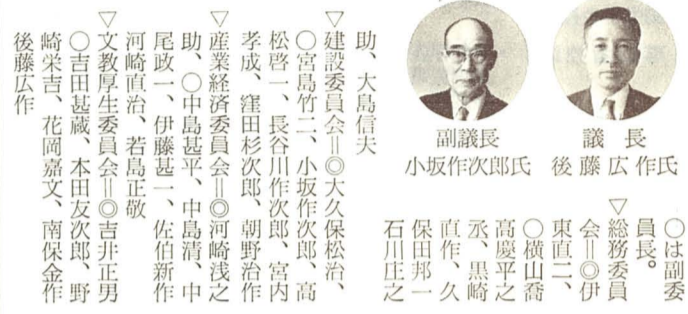 議長
後藤広作氏
副議長
小坂作次郎氏
○は副委
員長。
▽総務委員
会＝◎伊
東直二、
○横山喬
高慶平之
丞、黒崎
直作、久
保田邦一
石川庄之
助、大島信夫
▽建設委員会＝◎大久保松治、
○宮島竹二、小坂作次郎、高
松啓一、長谷川作次郎、宮内
孝成、窪田杉次郎、朝野治作
▽産業経済委員会＝◎河崎浅之
助、○中島甚平、中島清、中
尾政一、伊藤甚一、佐伯新作
河崎直治、若島正敬
▽文教厚生委員会＝◎吉井正男
○吉田甚蔵、本田友次郎、野
崎栄吉、花岡嘉文、南保金作
後藤広作